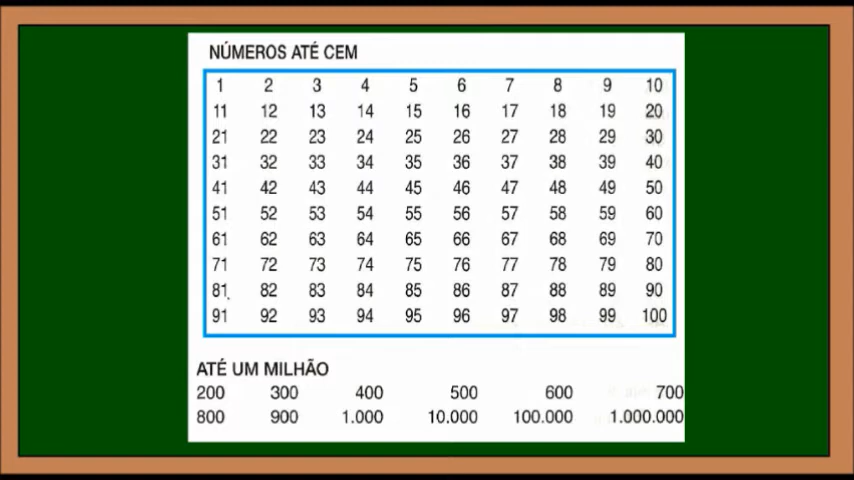 NÚMEROS ATÉ CEM
1 2 3 4 5 6 7 8 9 10
11 12 13 14 15 16 17 18 19 20
21 22 23 24 25 26 27 28 29 30
31 32 33 34 35 36 37 38 39 40
41 42 43 44 45 46 47 48 49 50
51 52 53 54 55 56 57 58 59 60
61 62 63 64 65 66 67 68 69 70
71 72 73 74 75 76 77 78 79 80
81 82 83 84 85 86 87 88 89 90
91 92 93 94 95 96 97 98 99 100
ATÉ UM MILHÃO
200 300 400 500 600 700
800 900 1.000 10.000 100.000 1.000.000